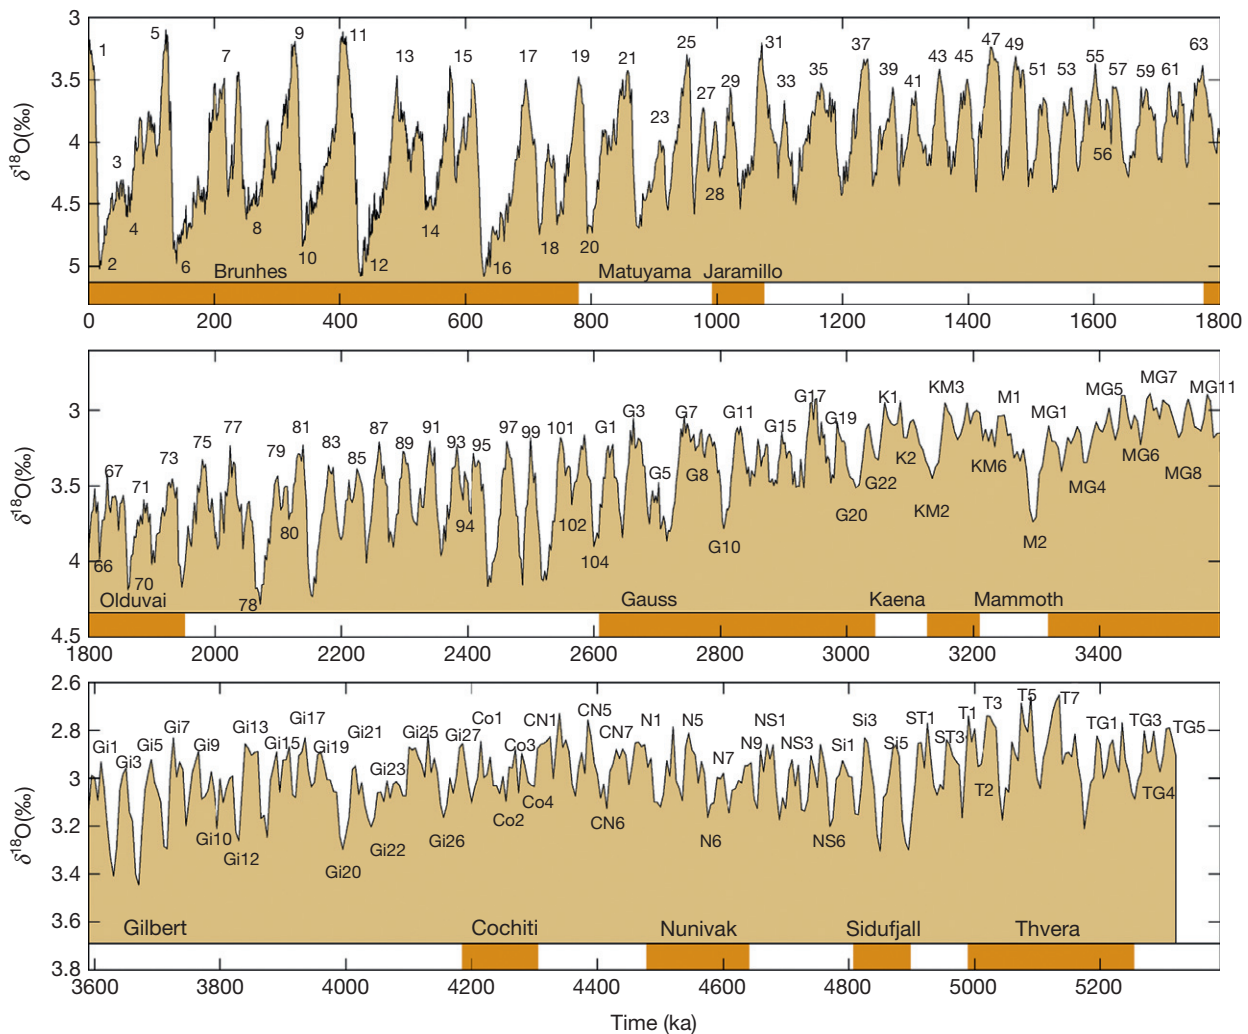 3
3.5
4
4.5
5
δ18O(‰)
1
5
7
9
11
13
15
17
19
21
25
27
29
31
33
35
37
39
41
43
45
47
49
51
53
55
57
59
61
63
3
23
56
2
4
6
8
10
12
14
16
18
20
28
Brunhes
Matuyama
Jaramillo
0
200
400
600
800
1000
1200
1400
1600
1800
3
3.5
4
4.5
δ18O(‰)
67
71
73
75
77
79
81
83
85
87
89
91
93
95
97
99
101
G1
G3
G5
G7
G8
G11
G15
G17
G19
K1
KM3
M1
MG1
MG5
MG7
MG11
66
70
78
80
94
102
104
G10
G20
G22
K2
KM2
KM6
M2
MG4
MG6
MG8
Olduvai
Gauss
Kaena
Mammoth
1800
2000
2200
2400
2600
2800
3000
3200
3400
2.6
2.8
3
3.2
3.4
3.6
3.8
δ18O(‰)
Gi1
Gi3
Gi5
Gi7
Gi9
Gi13
Gi15
Gi17
Gi19
Gi21
Gi23
Gi25
Gi27
Co1
Co3
CN1
CN5
CN7
N1
N5
N7
N9
NS1
NS3
Si1
Si3
Si5
ST1
ST3
T1
T3
T5
T7
TG1
TG3
TG5
Gi10
Gi12
Gi20
Gi22
Gi26
Co2
Co4
CN6
N6
NS6
T2
TG4
Gilbert
Cochiti
Nunivak
Sidufjall
Thvera
3600
3800
4000
4200
4400
4600
4800
5000
5200
Time (ka)